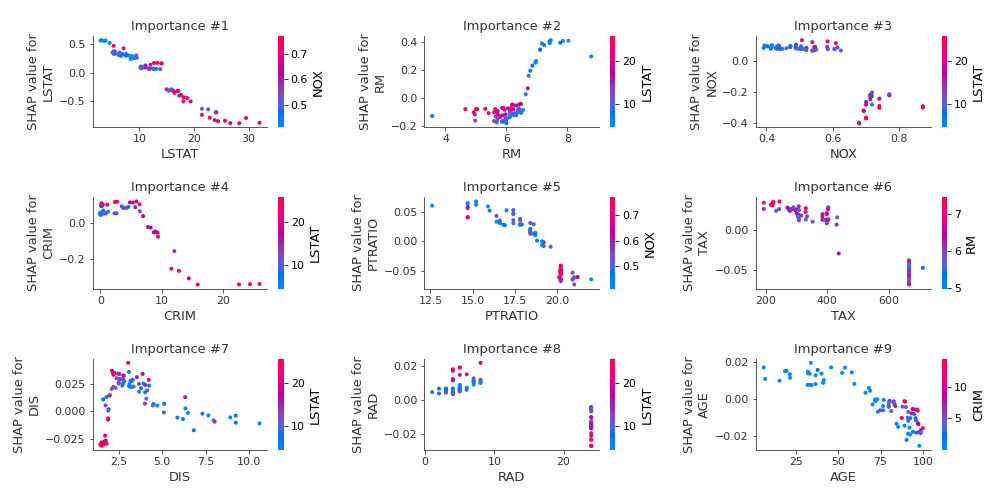 Importance #1
SHAP value for
LSTAT
0.5
0.0
−0.5
10
20
30
LSTAT
0.7
0.6
0.5
NOX
Importance #2
SHAP value for
RM
0.4
0.2
0.0
−0.2
4
6
8
RM
20
10
LSTAT
Importance #3
SHAP value for
NOX
0.0
−0.2
−0.4
0.4
0.6
0.8
NOX
20
10
LSTAT
Importance #4
SHAP value for
CRIM
0.0
−0.2
0
10
20
CRIM
20
10
LSTAT
Importance #5
SHAP value for
PTRATIO
0.05
0.00
−0.05
12.5
15.0
17.5
20.0
PTRATIO
0.7
0.6
0.5
NOX
Importance #6
SHAP value for
TAX
0.00
−0.05
200
400
600
TAX
7
6
5
RM
Importance #7
SHAP value for
DIS
0.025
0.000
−0.025
2.5
5.0
7.5
10.0
DIS
20
10
LSTAT
Importance #8
SHAP value for
RAD
0.02
0.00
−0.02
0
10
20
RAD
20
10
LSTAT
Importance #9
SHAP value for
AGE
0.02
0.00
−0.02
25
50
75
100
AGE
10
5
CRIM